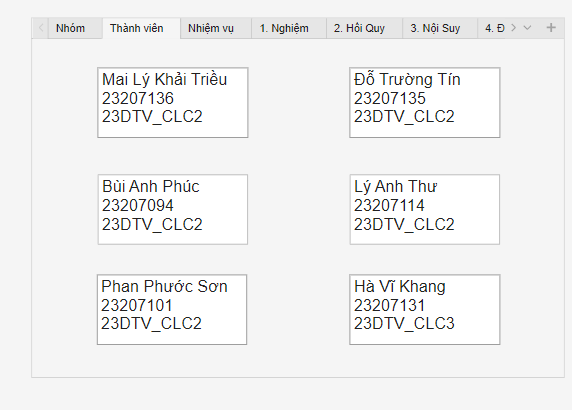 Nhóm Thành viên Nhiệm vụ 1. Nghiệm 2. Hồi Quy 3. Nội Suy 4. Đ
Mai Lý Khải Triều
23207136
23DTV_CLC2
Đỗ Trường Tín
23207135
23DTV_CLC2
Bùi Anh Phúc
23207094
23DTV_CLC2
Lý Anh Thư
23207114
23DTV_CLC2
Phan Phước Sơn
23207101
23DTV_CLC2
Hà Vĩ Khang
23207131
23DTV_CLC3